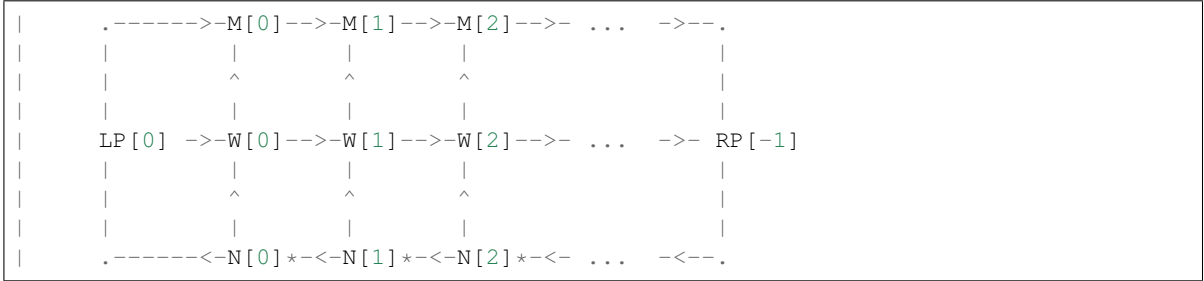 |      .------>-M[0]-->-M[1]-->-M[2]-->- ...  ->--.
|      |        |       |       |                 |
|      |        ^       ^       ^                 |
|      |        |       |       |                 |
|     LP[0] ->-W[0]-->-W[1]-->-W[2]-->- ...  ->- RP[-1]
|      |        |       |       |                 |
|      |        ^       ^       ^                 |
|      |        |       |       |                 |
|      .------<-N[0]*-<-N[1]*-<-N[2]*-<- ...  -<--.